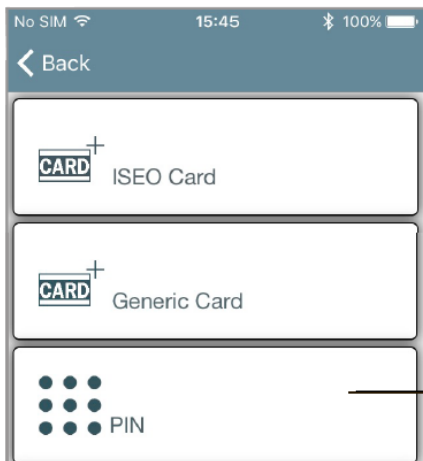 No SIM 15:45 100%
Back
CARD
ISEO Card
CARD
Generic Card
PIN